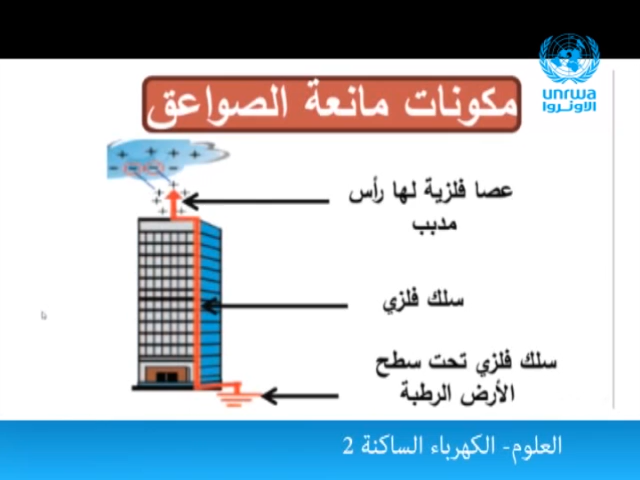 unrwa
الاونروا
مكونات مانعة الصواعق
عصا فلزية لها رأس
مدبب
سلك فلزي
سلك فلزي تحت سطح
الأرض الرطبة
العلوم- الكهرباء الساكنة 2